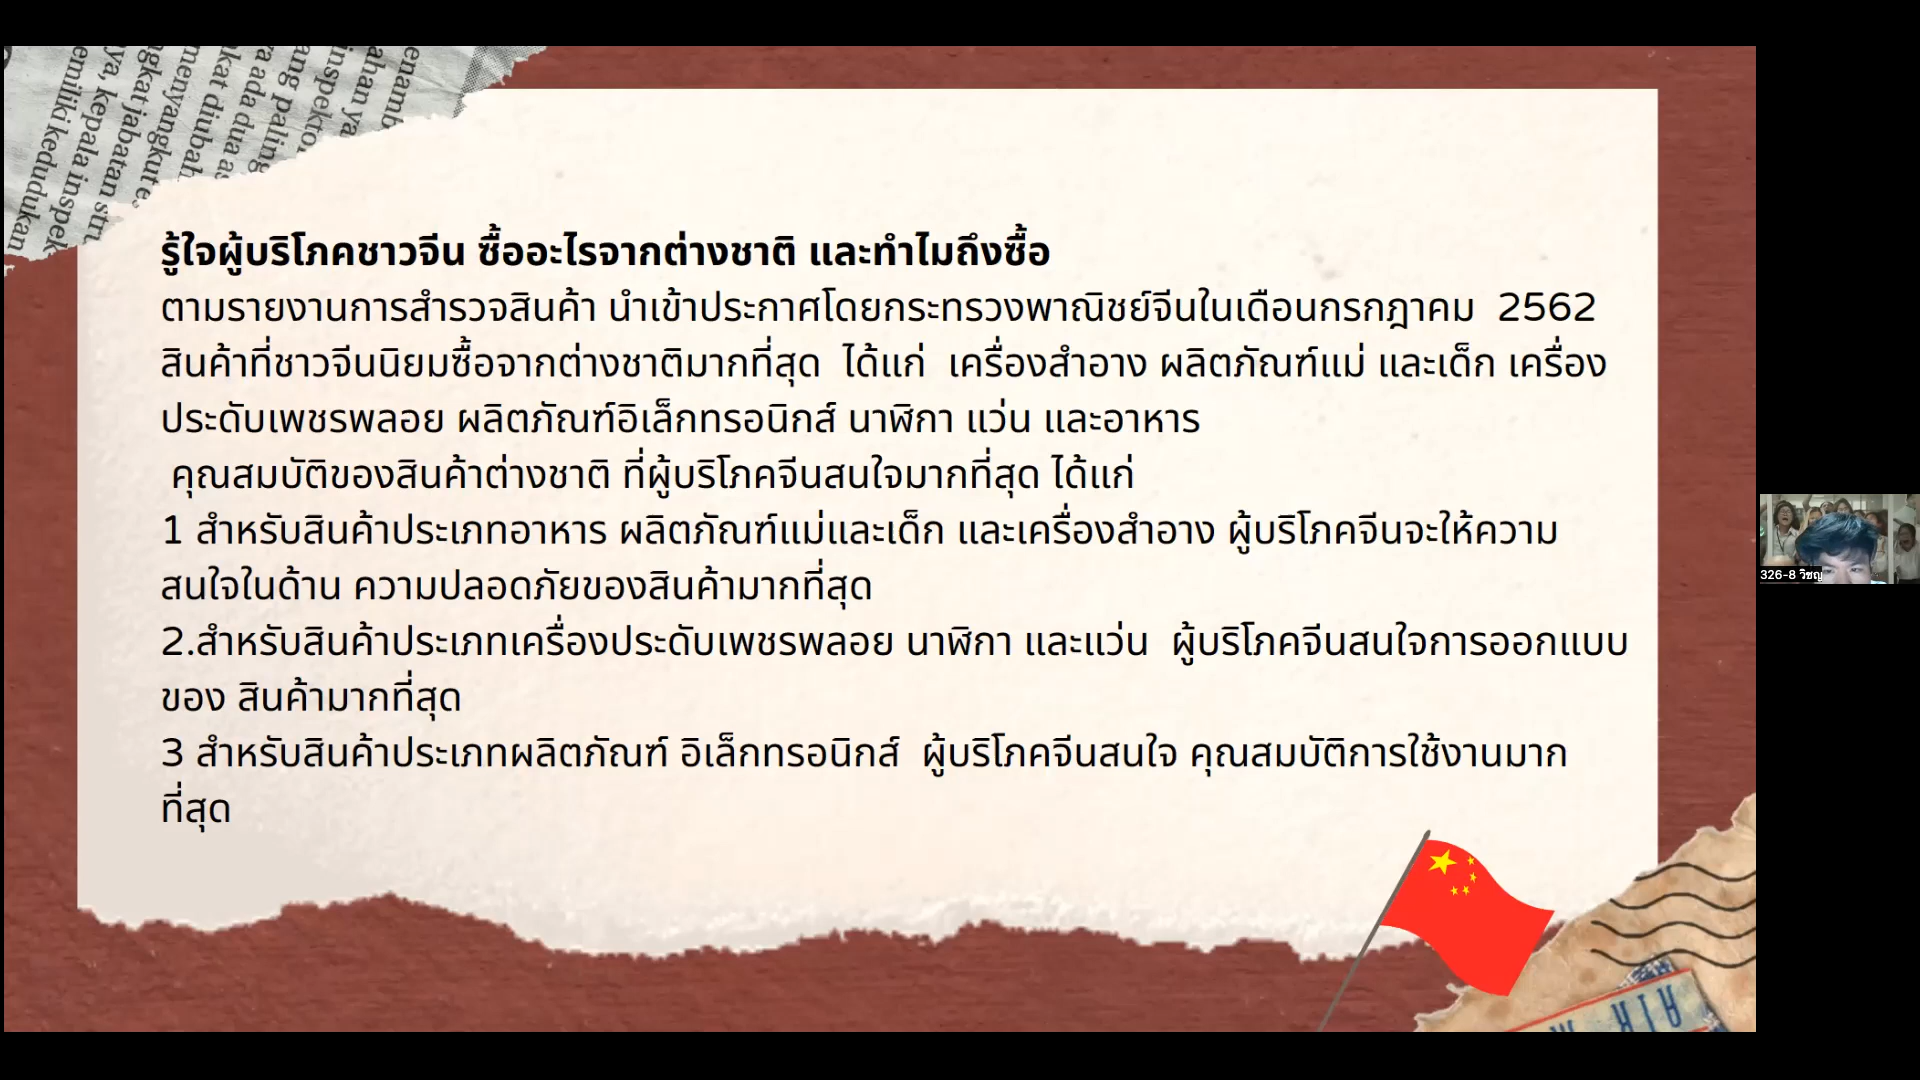 enamb
ahan ya
inspekto
ang paling
a ada dua as
kat diubah
menyangkut e
ngkat jabatan stru
ya, kepala inspek
emiliki kedudukan
รู้ใจผู้บริโภคชาวจีน ซื้ออะไรจากต่างชาติ และทำไมถึงซื้อ
ตามรายงานการสำรวจสินค้า นำเข้าประกาศโดยกระทรวงพาณิชย์จีนในเดือนกรกฎาคม  2562
สินค้าที่ชาวจีนนิยมซื้อจากต่างชาติมากที่สุด  ได้แก่  เครื่องสำอาง ผลิตภัณฑ์แม่ และเด็ก เครื่อง
ประดับเพชรพลอย ผลิตภัณฑ์อิเล็กทรอนิกส์ นาฬิกา แว่น และอาหาร
คุณสมบัติของสินค้าต่างชาติ ที่ผู้บริโภคจีนสนใจมากที่สุด ได้แก่
1 สำหรับสินค้าประเภทอาหาร ผลิตภัณฑ์แม่และเด็ก และเครื่องสำอาง ผู้บริโภคจีนจะให้ความ
สนใจในด้าน ความปลอดภัยของสินค้ามากที่สุด
2.สำหรับสินค้าประเภทเครื่องประดับเพชรพลอย นาฬิกา และแว่น  ผู้บริโภคจีนสนใจการออกแบบ
ของ สินค้ามากที่สุด
3 สำหรับสินค้าประเภทผลิตภัณฑ์ อิเล็กทรอนิกส์  ผู้บริโภคจีนสนใจ คุณสมบัติการใช้งานมาก
ที่สุด
326-8 วิชญ